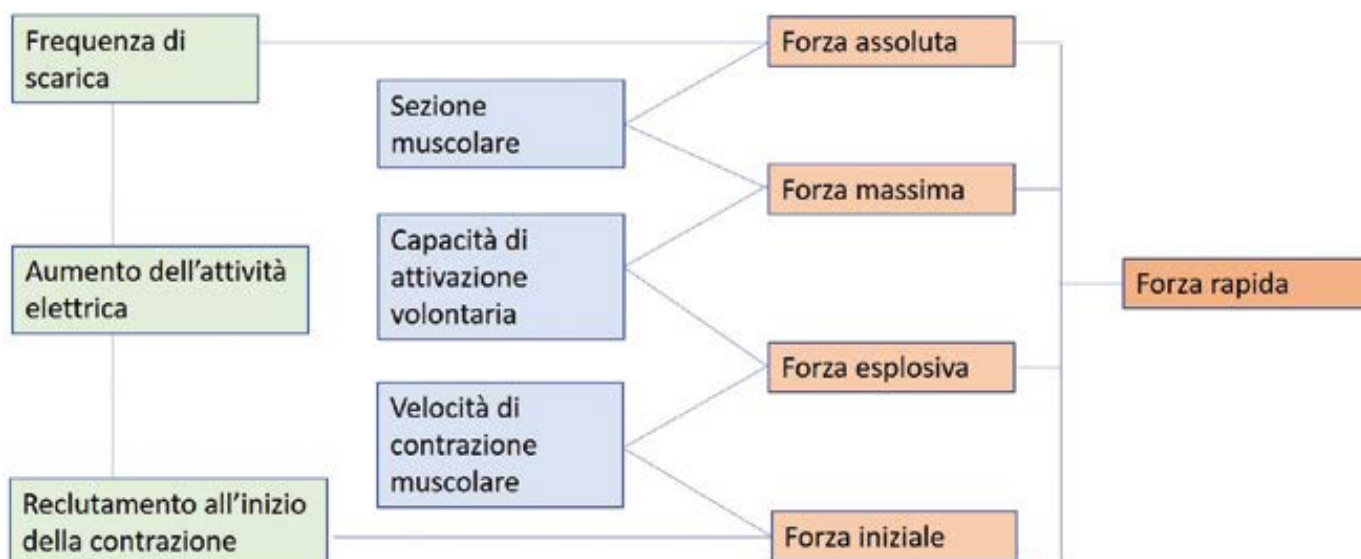 Frequenza di
scarica
Aumento dell'attività
elettrica
Reclutamento all'inizio
della contrazione
Sezione
muscolare
Capacità di
attivazione
volontaria
Velocità di
contrazione
muscolare
Forza assoluta
Forza massima
Forza esplosiva
Forza iniziale
Forza rapida